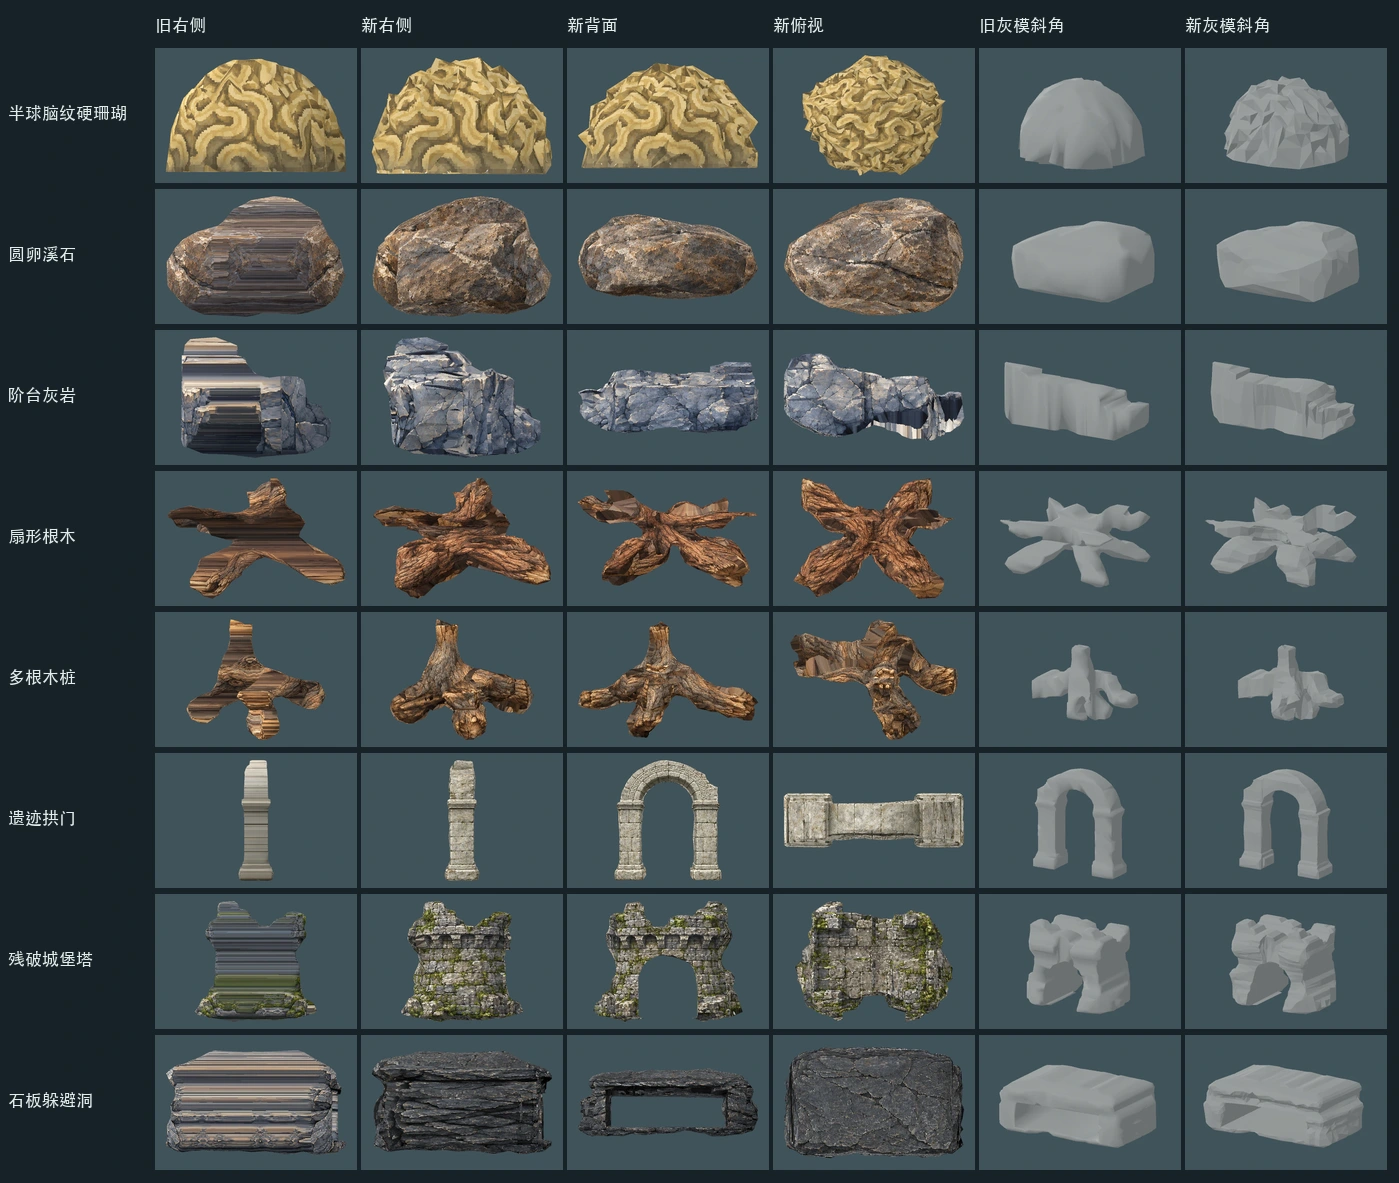 旧右侧
新右侧
新背面
新俯视
旧灰模斜角
新灰模斜角
半球脑纹硬珊瑚
圆卵溪石
阶台灰岩
扇形根木
多根木桩
遗迹拱门
残破城堡塔
石板躲避洞